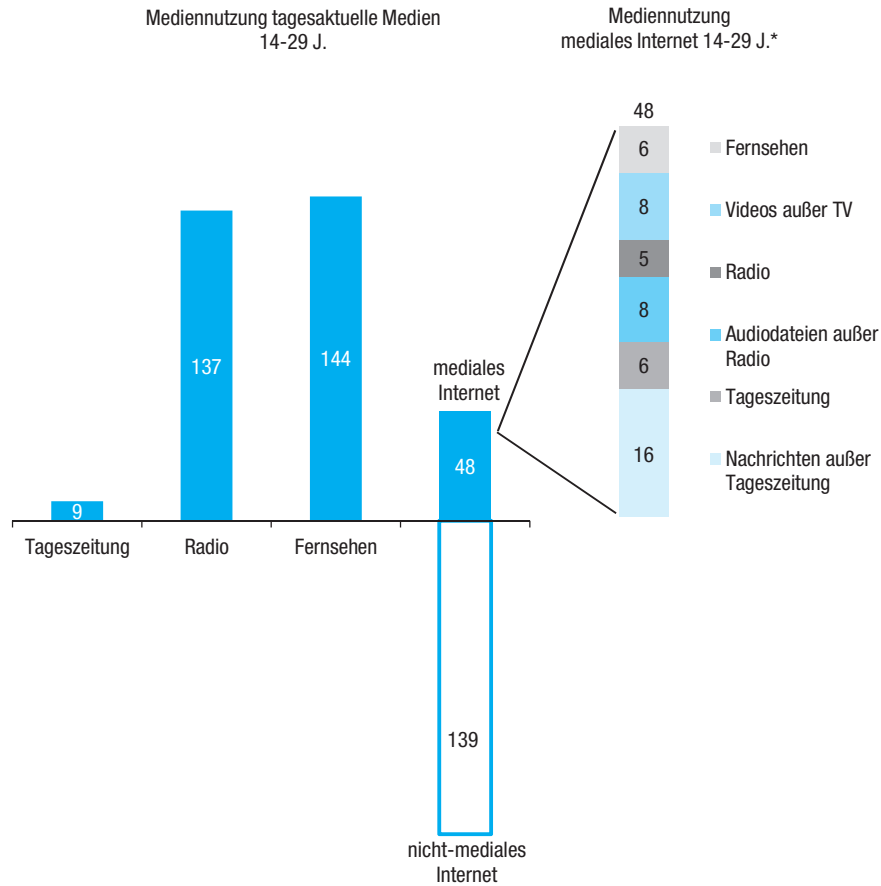 Mediennutzung tagesaktuelle Medien
14-29 J.
Mediennutzung
mediales Internet 14-29 J.*
48
6
8
5
8
6
16
Fernsehen
Videos außer TV
Radio
Audiodateien außer
Radio
Tageszeitung
Nachrichten außer
Tageszeitung
9
137
144
mediales
Internet
48
Tageszeitung
Radio
Fernsehen
139
nicht-mediales
Internet